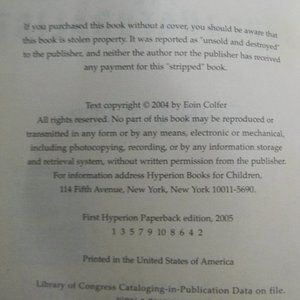 If you purchased this book without a cover, you should be aware that
this book is stolen property. It was reported as "unsold and destroyed"
to the publisher, and neither the author nor the publisher has received
any payment for this "stripped" book.
Text copyright © 2004 by Eoin Colfer
All rights reserved. No part of this book may be reproduced or
transmitted in any form or by any means, electronic or mechanical,
including photocopying, recording, or by any information storage
and retrieval system, without written permission from the publisher.
For information address Hyperion Books for Children,
114 Fifth Avenue, New York, New York 10011-5690.
First Hyperion Paperback edition, 2005
1 3 5 7 9 10 8 6 4 2
Printed in the United States of America
Library of Congress Cataloging-in-Publication Data on file.